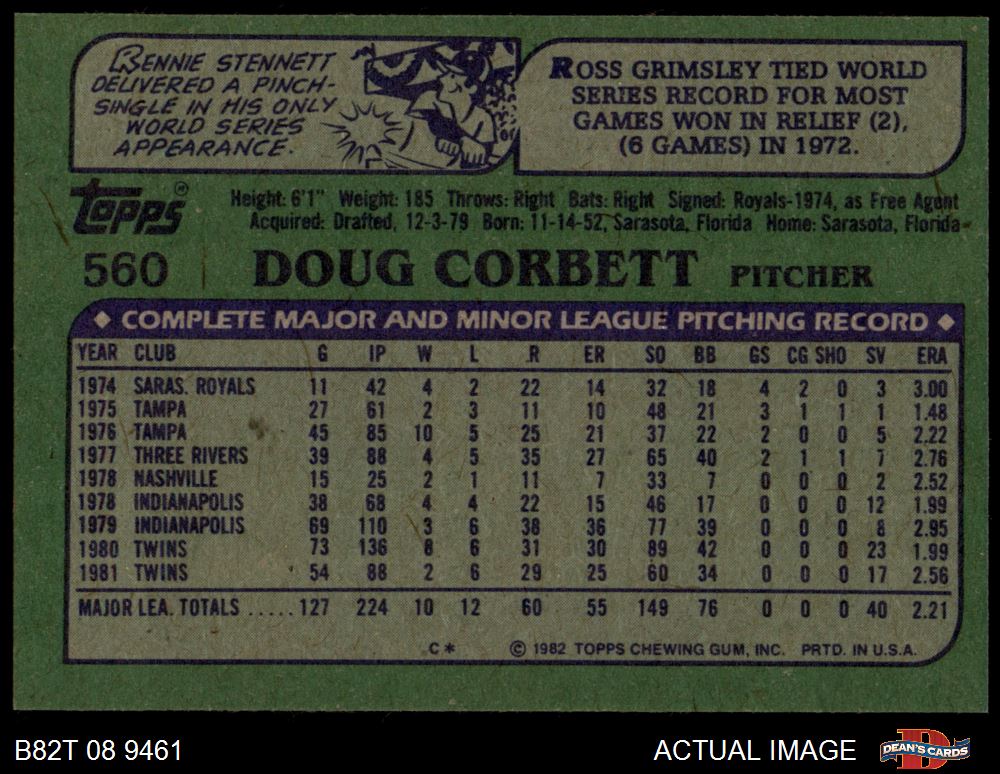 RENNIE STENNETT
DELIVERED A PINCH-
SINGLE IN HIS ONLY
WORLD SERIES
APPEARANCE.
ROSS GRIMSLEY TIED WORLD
SERIES RECORD FOR MOST
GAMES WON IN RELIEF (2),
(6 GAMES) IN 1972.
Topps®
Height: 6'1" Weight: 185 Throws: Right Bats: Right Signed: Royals-1974, as Free Agent
Acquired: Drafted, 12-3-79 Born: 11-14-52, Sarasota, Florida Home: Sarasota, Florida
560 DOUG CORBETT PITCHER
◆ COMPLETE MAJOR AND MINOR LEAGUE PITCHING RECORD ◆
YEAR CLUB G IP W L R ER SO BB GS CG SHO SV ERA
1974 SARAS. ROYALS 11 42 4 2 22 14 32 18 4 2 0 3 3.00
1975 TAMPA 27 61 2 3 11 10 48 21 3 1 1 1 1.48
1976 TAMPA 45 85 10 5 25 21 37 22 2 0 0 5 2.22
1977 THREE RIVERS 39 88 4 5 35 27 65 40 2 1 1 7 2.76
1978 NASHVILLE 15 25 2 1 11 7 33 7 0 0 0 2 2.52
1978 INDIANAPOLIS 38 68 4 4 22 15 46 17 0 0 0 12 1.99
1979 INDIANAPOLIS 69 110 3 6 38 36 77 39 0 0 0 8 2.95
1980 TWINS 73 136 8 6 31 30 89 42 0 0 0 23 1.99
1981 TWINS 54 88 2 6 29 25 60 34 0 0 0 17 2.56
MAJOR LEA. TOTALS ..... 127 224 10 12 60 55 149 76 0 0 0 40 2.21
C* © 1982 TOPPS CHEWING GUM, INC. PRTD. IN U.S.A.
B82T 08 9461 ACTUAL IMAGE DEAN'S CARDS